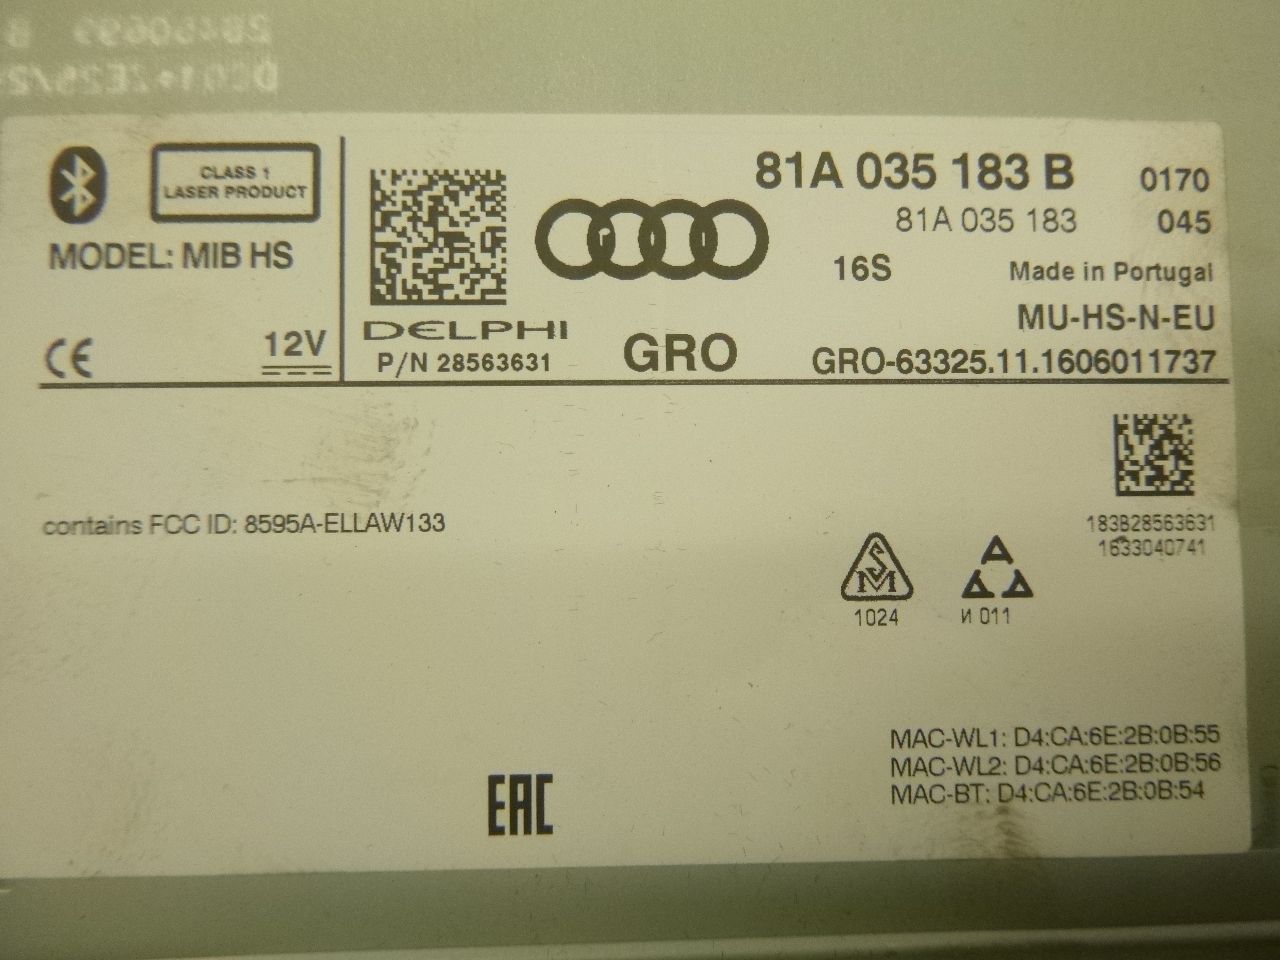 CLASS 1
LASER PRODUCT
MODEL: MIB HS
CE
12V
DELPHI
P/N 28563631
81A 035 183 B 0170
81A 035 183 045
16S Made in Portugal
MU-HS-N-EU
GRO GRO-63325.11.1606011737
contains FCC ID: 8595A-ELLAW133
183B28563631
1633040741
1024
И 011
EAC
MAC-WL1: D4:CA:6E:2B:0B:55
MAC-WL2: D4:CA:6E:2B:0B:56
MAC-BT: D4:CA:6E:2B:0B:54